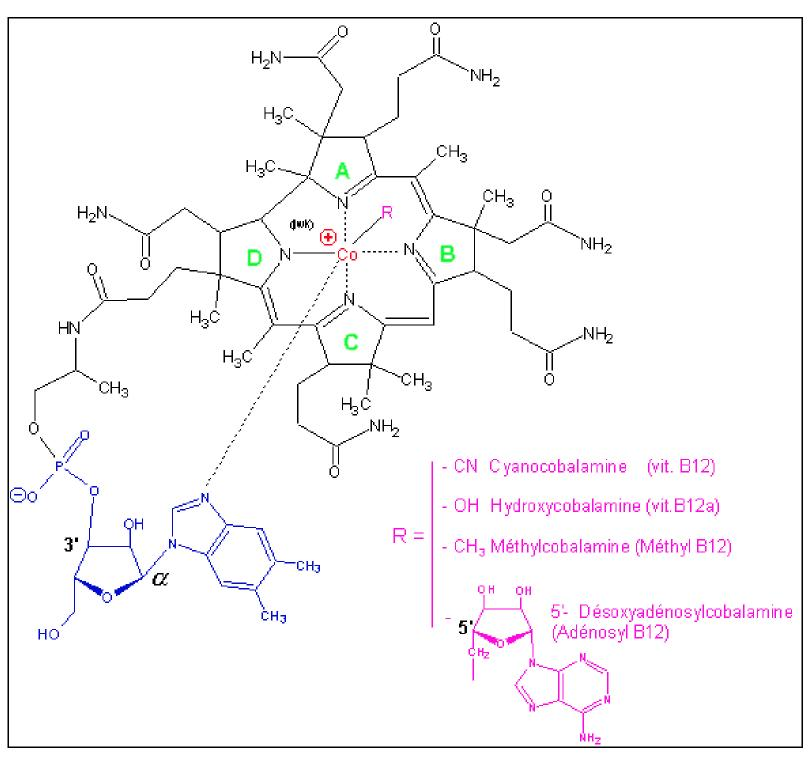 O
H₂N
O
NH₂
H₃C
H₃C
A
CH₃
N
R
CH₃
O
NH₂
H₂N
O
(jwk)
⊕
D
N
Co
N
B
O
HN
H₃C
N
C
NH₂
O
CH₃
H₃C
CH₃
H₃C
O
NH₂
O
O
P
O
⊖O
O
N
3'
OH
N
α
O
HO
CH₃
CH₃
R =
- CN Cyanocobalamine (vit. B12)
- OH Hydroxycobalamine (vit.B12a)
- CH₃ Méthylcobalamine (Méthyl B12)
- 5'- Désoxyadénosylcobalamine
(Adénosyl B12)
OH
OH
5'
O
CH₂
N
N
N
N
NH₂